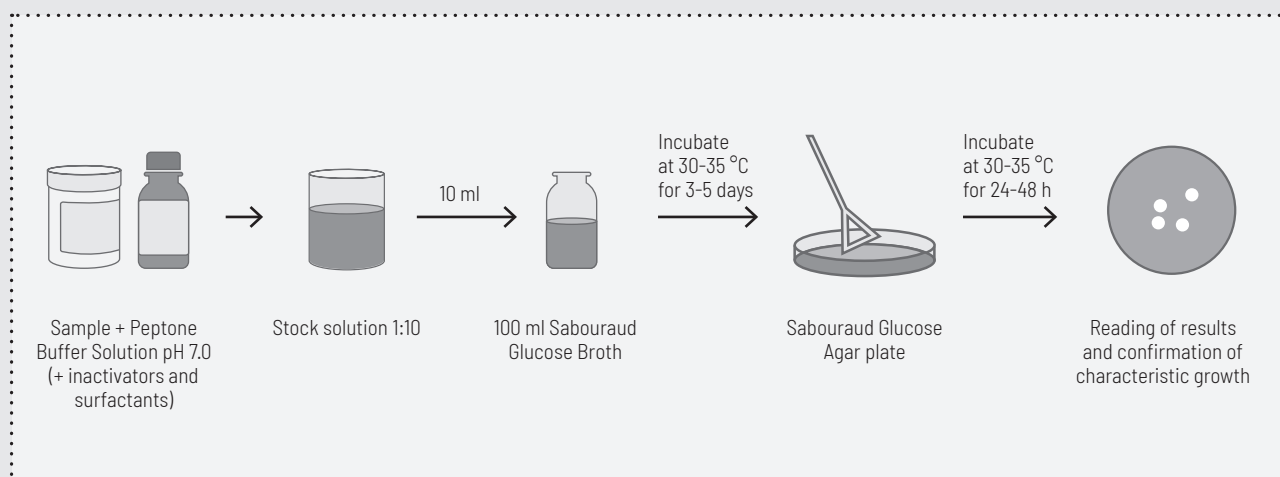 Sample + Peptone
Buffer Solution pH 7.0
(+ inactivators and
surfactants)
Stock solution 1:10
10 ml
100 ml Sabouraud
Glucose Broth
Incubate
at 30-35 °C
for 3-5 days
Sabouraud Glucose
Agar plate
Incubate
at 30-35 °C
for 24-48 h
Reading of results
and confirmation of
characteristic growth